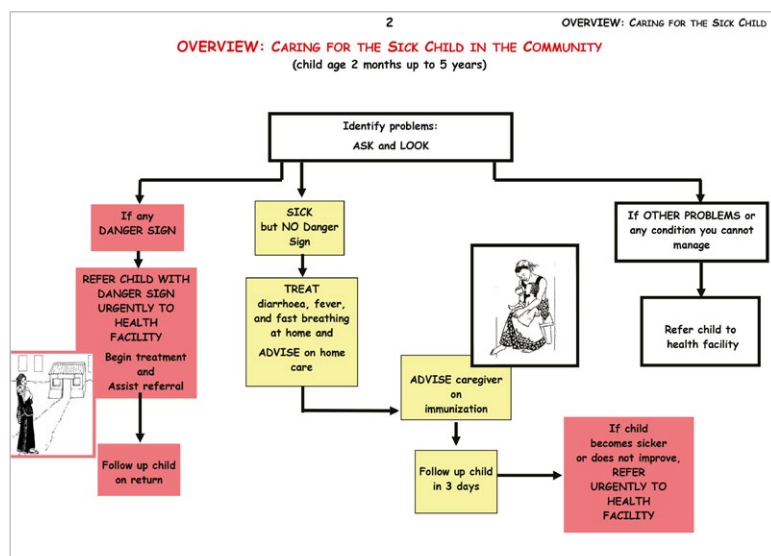 2
OVERVIEW: CARING FOR THE SICK CHILD
OVERVIEW: CARING FOR THE SICK CHILD IN THE COMMUNITY
(child age 2 months up to 5 years)
Identify problems:
ASK and LOOK
If any
DANGER SIGN
REFER CHILD WITH
DANGER SIGN
URGENTLY TO
HEALTH
FACILITY
Begin treatment
and
Assist referral
Follow up child
on return
SICK
but NO Danger
Sign
TREAT
diarrhoea, fever,
and fast breathing
at home and
ADVISE on home
care
ADVISE caregiver
on
immunization
Follow up child
in 3 days
If child
becomes sicker
or does not improve,
REFER
URGENTLY TO
HEALTH
FACILITY
If OTHER PROBLEMS or
any condition you cannot
manage
Refer child to
health facility